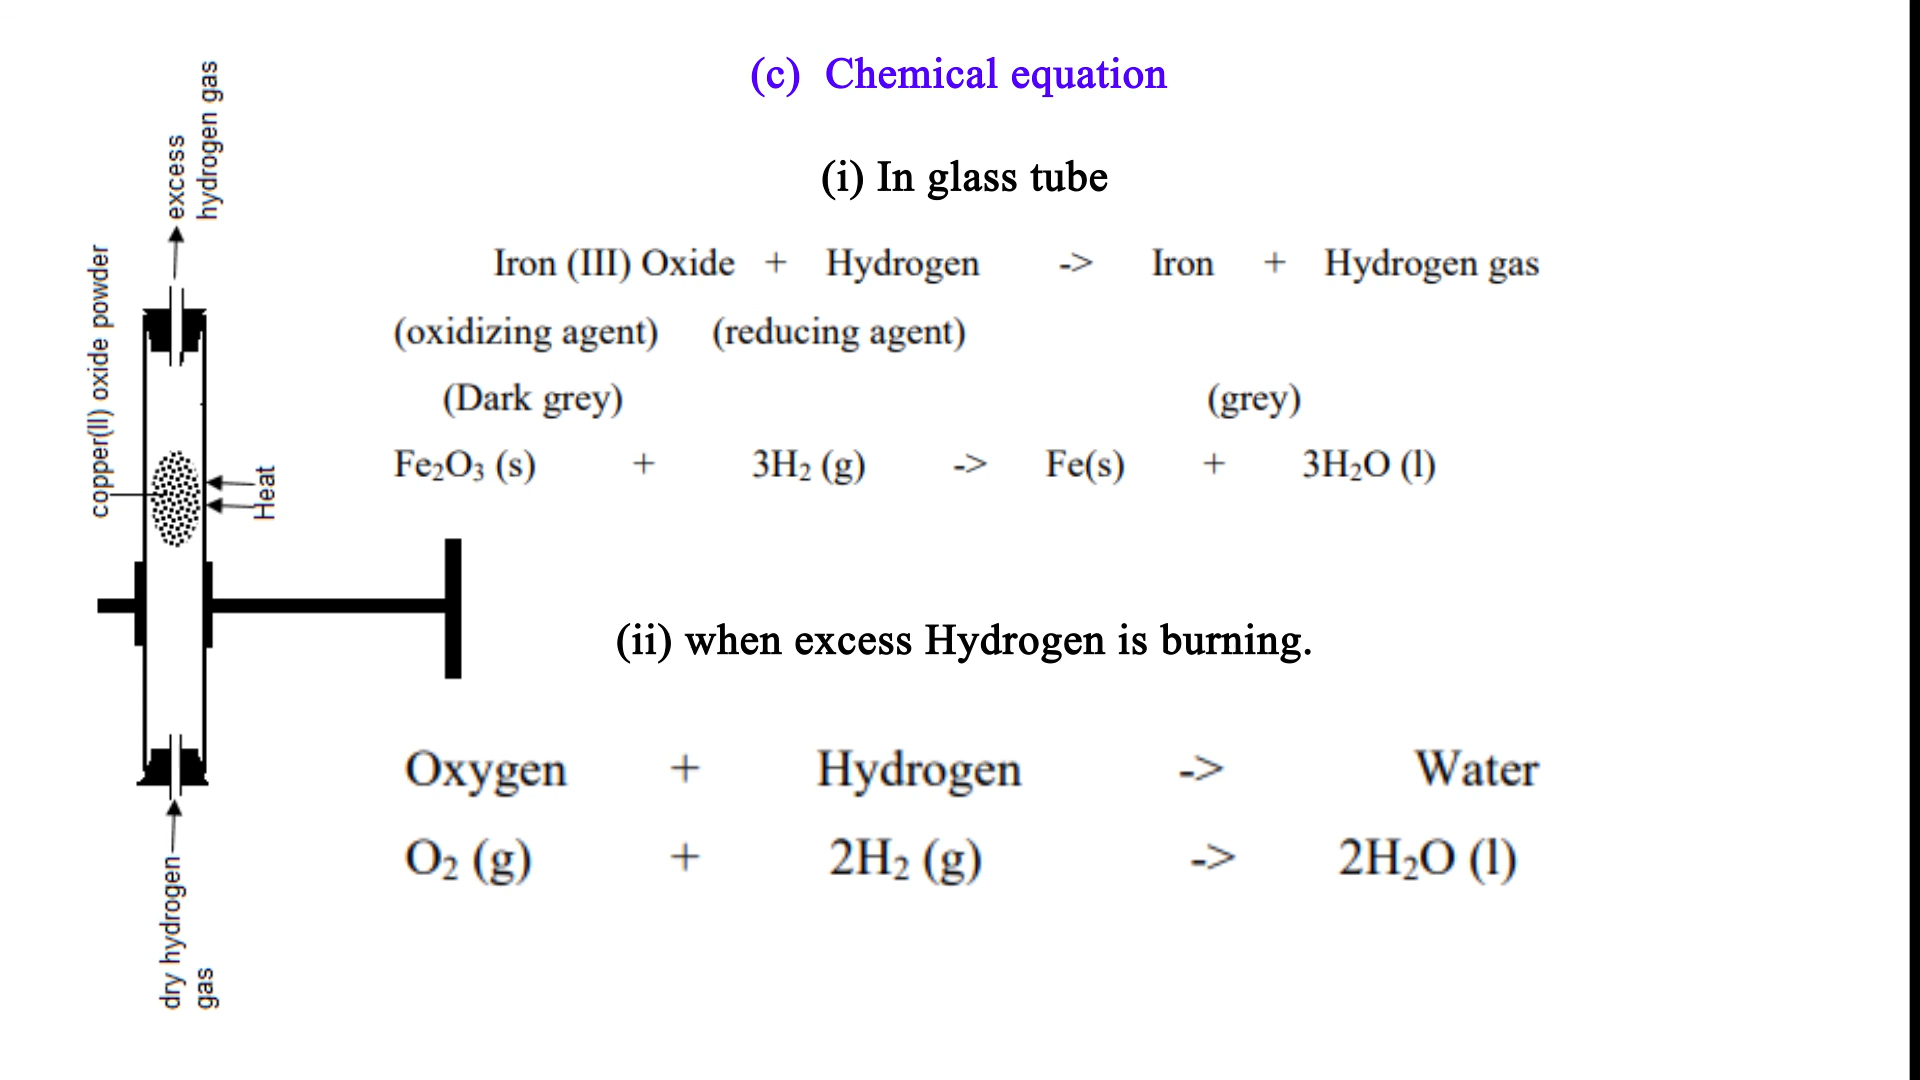 (c) Chemical equation
(i) In glass tube
Iron (III) Oxide + Hydrogen -> Iron + Hydrogen gas
(oxidizing agent) (reducing agent)
(Dark grey) (grey)
Fe₂O₃ (s) + 3H₂ (g) -> Fe(s) + 3H₂O (l)
(ii) when excess Hydrogen is burning.
Oxygen + Hydrogen -> Water
O₂ (g) + 2H₂ (g) -> 2H₂O (l)
excess
hydrogen gas
copper(II) oxide powder
Heat
dry hydrogen
gas